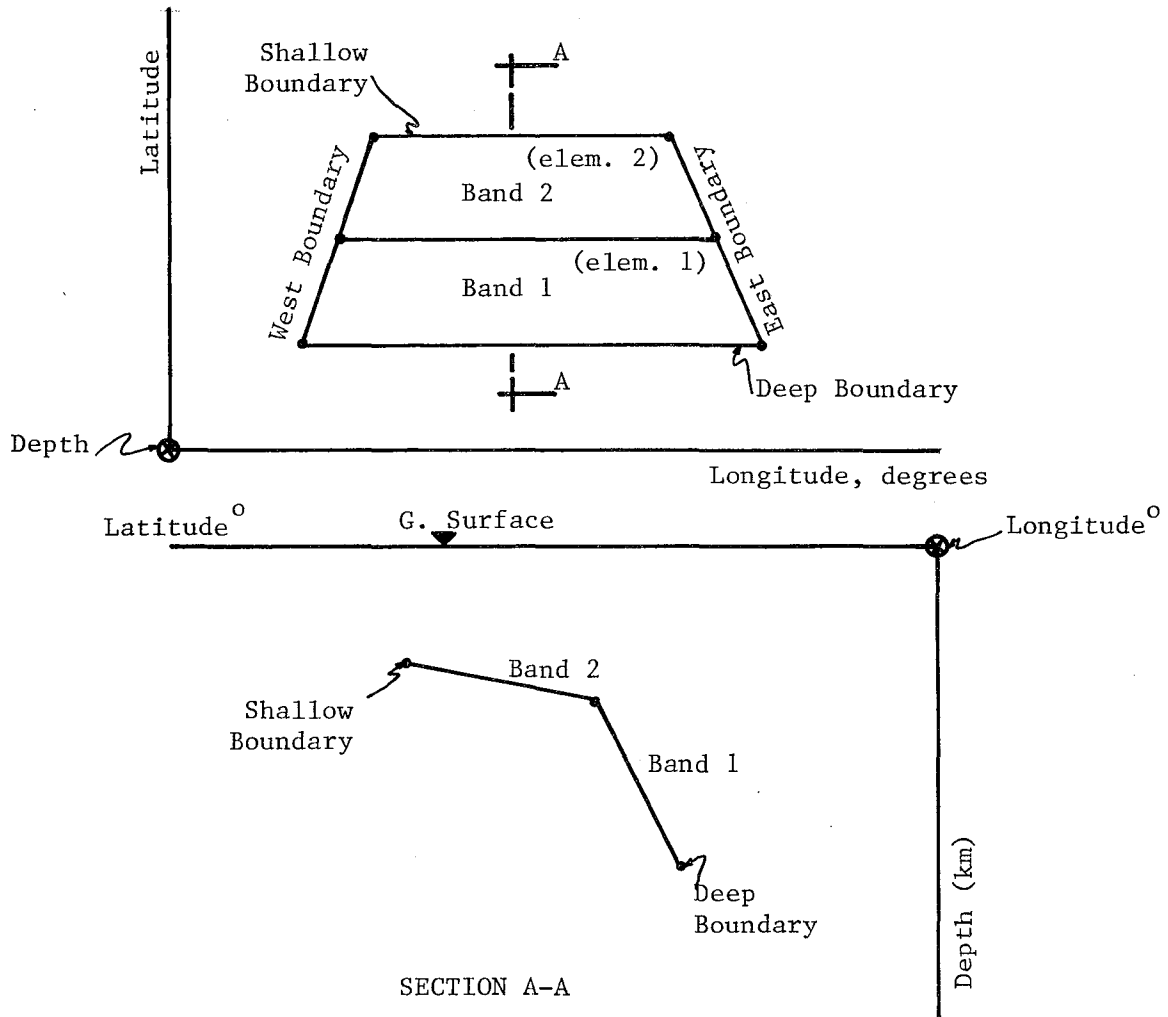 Latitude
Shallow
Boundary
A
West Boundary
(elem. 2)
Band 2
East Boundary
(elem. 1)
Band 1
A
Deep Boundary
Depth
Longitude, degrees
Latitude°
G. Surface
Longitude°
Band 2
Shallow
Boundary
Band 1
Deep
Boundary
Depth (km)
SECTION A-A